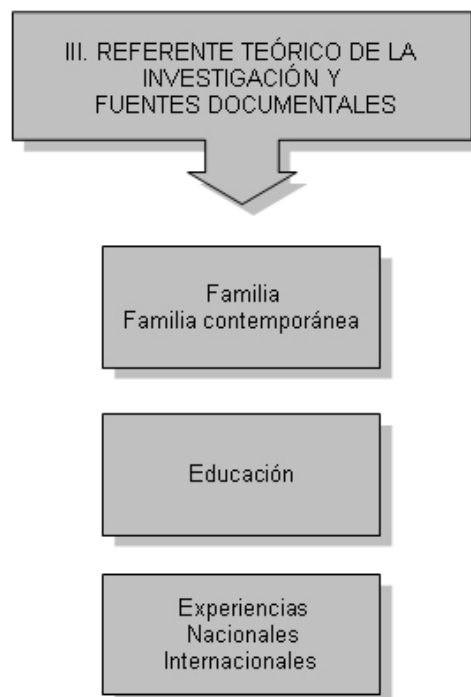 III. REFERENTE TEÓRICO DE LA
INVESTIGACIÓN Y
FUENTES DOCUMENTALES
Familia
Familia contemporánea
Educación
Experiencias
Nacionales
Internacionales